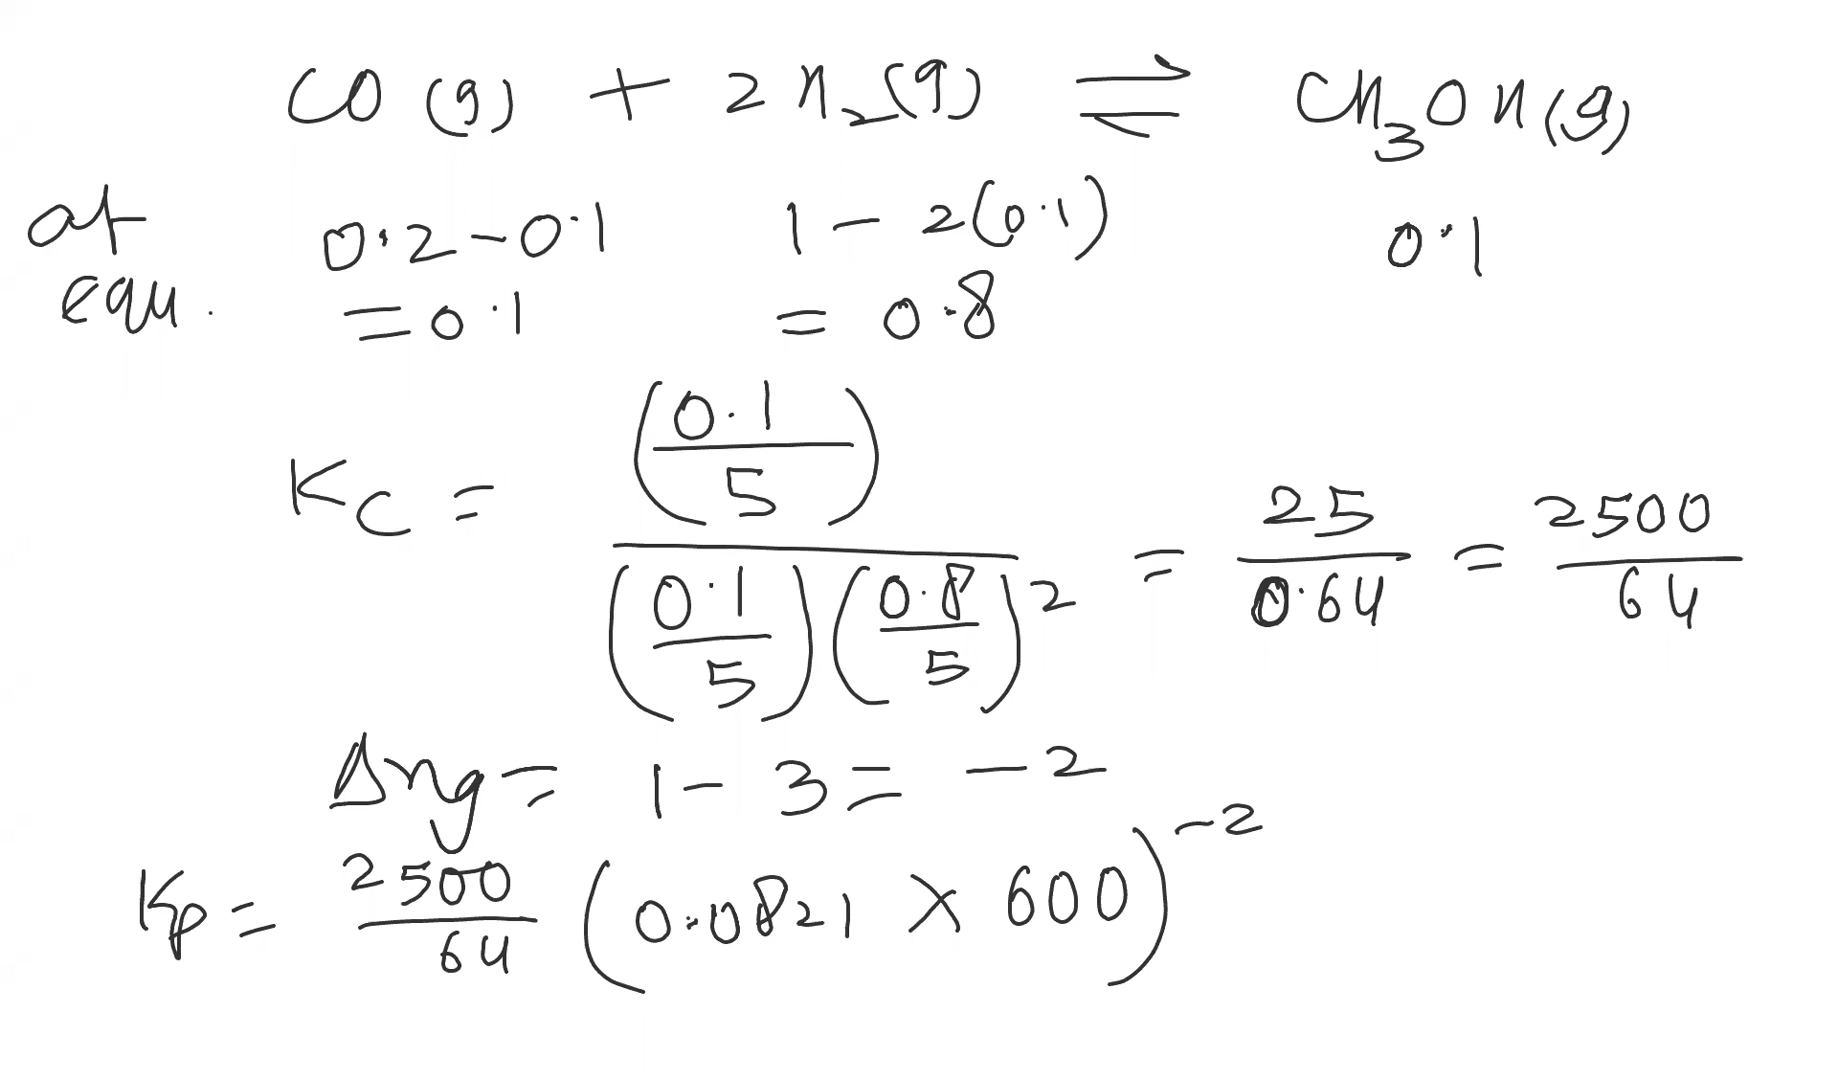 CO (g) + 2 H₂(g) ⇌ CH₃OH(g)
at equ. 0.2-0.1 1 - 2(0.1) 0.1
=0.1 = 0.8
Kc = (0.1/5) / ((0.1/5)(0.8/5)²) = 25/0.64 = 2500/64
Δng = 1 - 3 = -2
Kp = 2500/64 (0.0821 × 600)⁻²